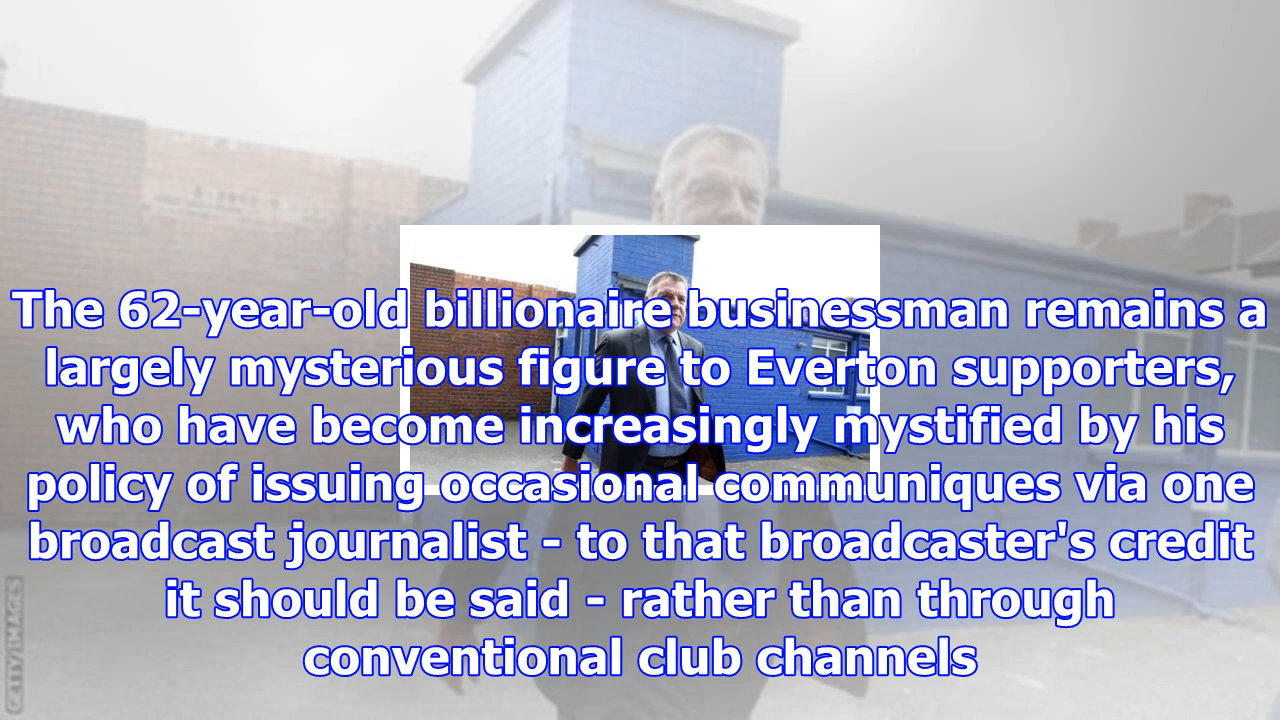 The 62-year-old billionaire businessman remains a
largely mysterious figure to Everton supporters,
who have become increasingly mystified by his
policy of issuing occasional communiques via one
broadcast journalist - to that broadcaster's credit
it should be said - rather than through
conventional club channels
GETTY IMAGES